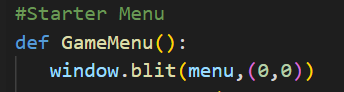 #Starter Menu
def GameMenu():
    window.blit(menu,(0,0))